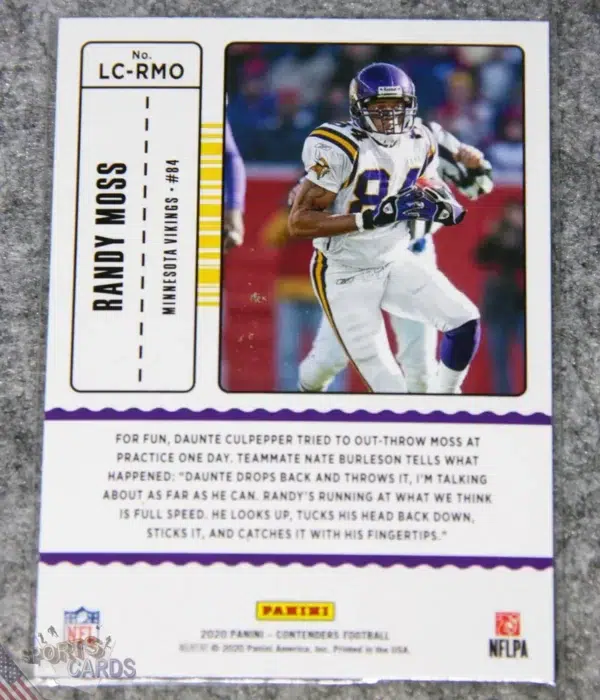 No.
LC-RMO
RANDY MOSS
MINNESOTA VIKINGS • #84
84
FOR FUN, DAUNTE CULPEPPER TRIED TO OUT-THROW MOSS AT
PRACTICE ONE DAY. TEAMMATE NATE BURLESON TELLS WHAT
HAPPENED: "DAUNTE DROPS BACK AND THROWS IT, I'M TALKING
ABOUT AS FAR AS HE CAN. RANDY'S RUNNING AT WHAT WE THINK
IS FULL SPEED. HE LOOKS UP, TUCKS HIS HEAD BACK DOWN,
STICKS IT, AND CATCHES IT WITH HIS FINGERTIPS."
PANINI
2020 PANINI – CONTENDERS FOOTBALL
© 2020 Panini America, Inc. Printed in the USA.
NFL
NFLPA
SPORTS
CARDS